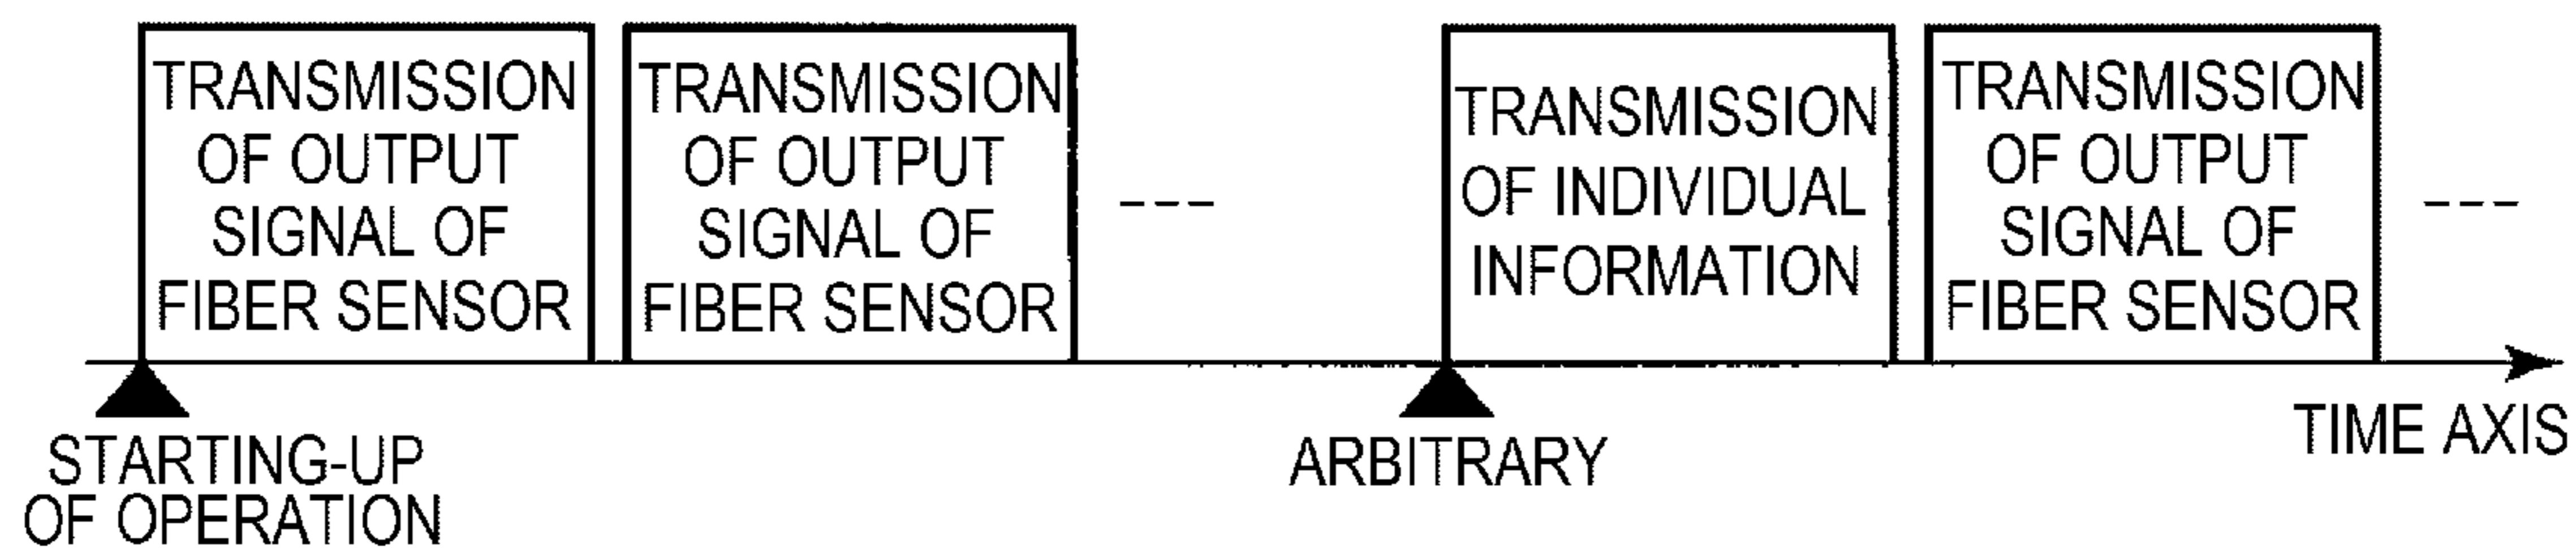 TRANSMISSION
OF OUTPUT
SIGNAL OF
FIBER SENSOR
TRANSMISSION
OF OUTPUT
SIGNAL OF
FIBER SENSOR
---
TRANSMISSION
OF INDIVIDUAL
INFORMATION
TRANSMISSION
OF OUTPUT
SIGNAL OF
FIBER SENSOR
---
STARTING-UP
OF OPERATION
ARBITRARY
TIME AXIS